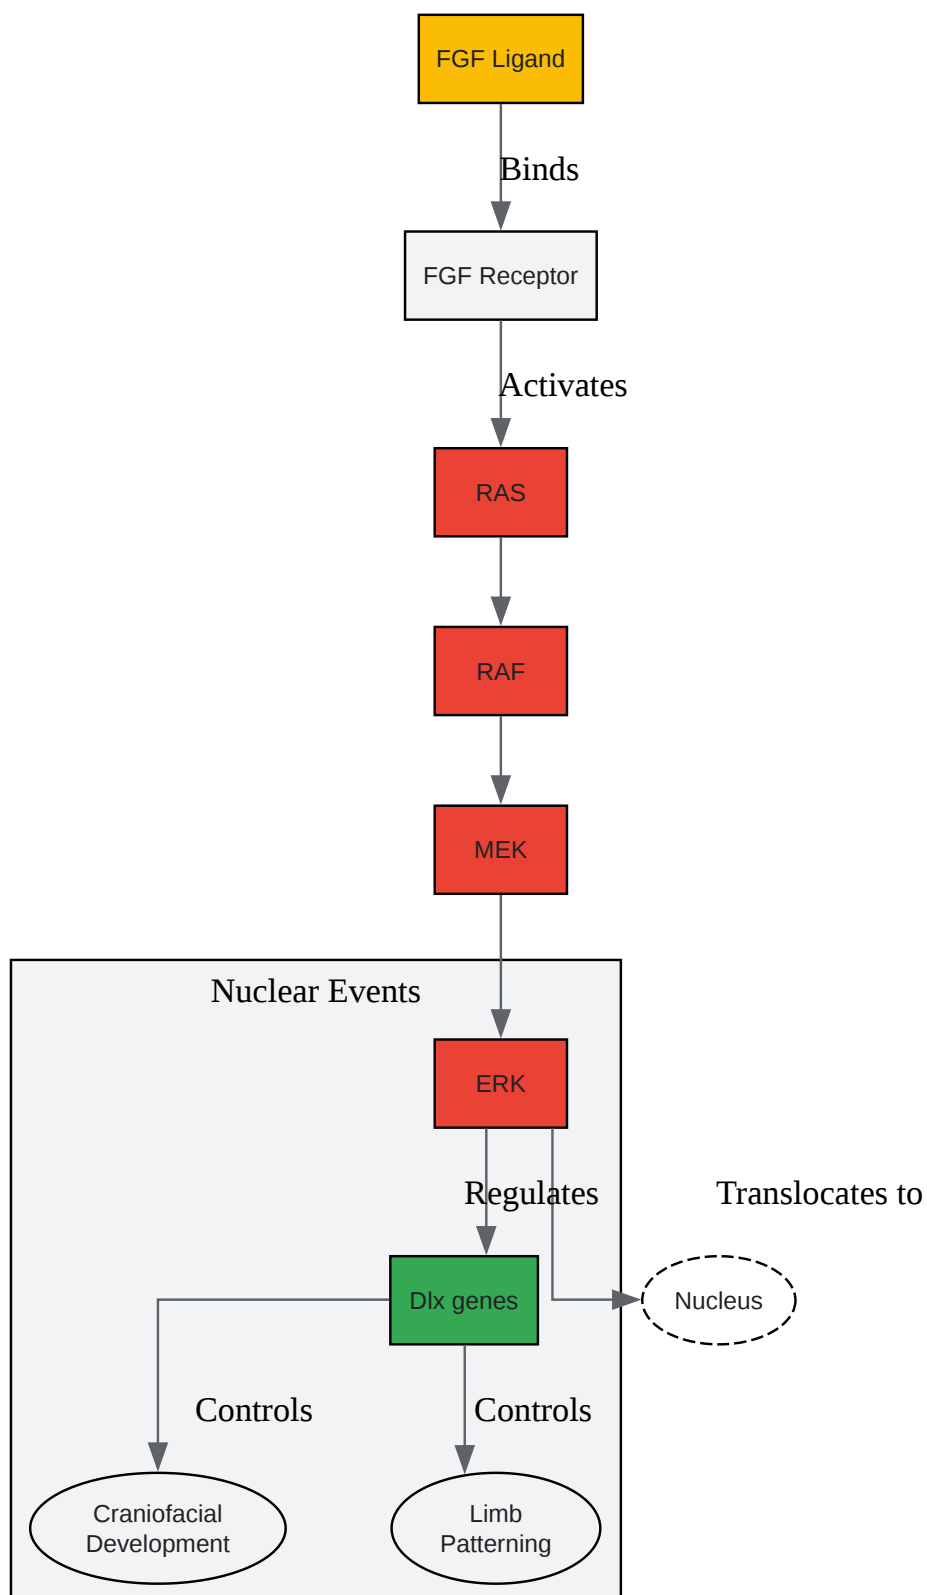 FGF Ligand
Binds
FGF Receptor
Activates
RAS
RAF
MEK
Nuclear Events
ERK
Regulates
Translocates to
Dlx genes
Nucleus
Controls
Controls
Craniofacial
Development
Limb
Patterning